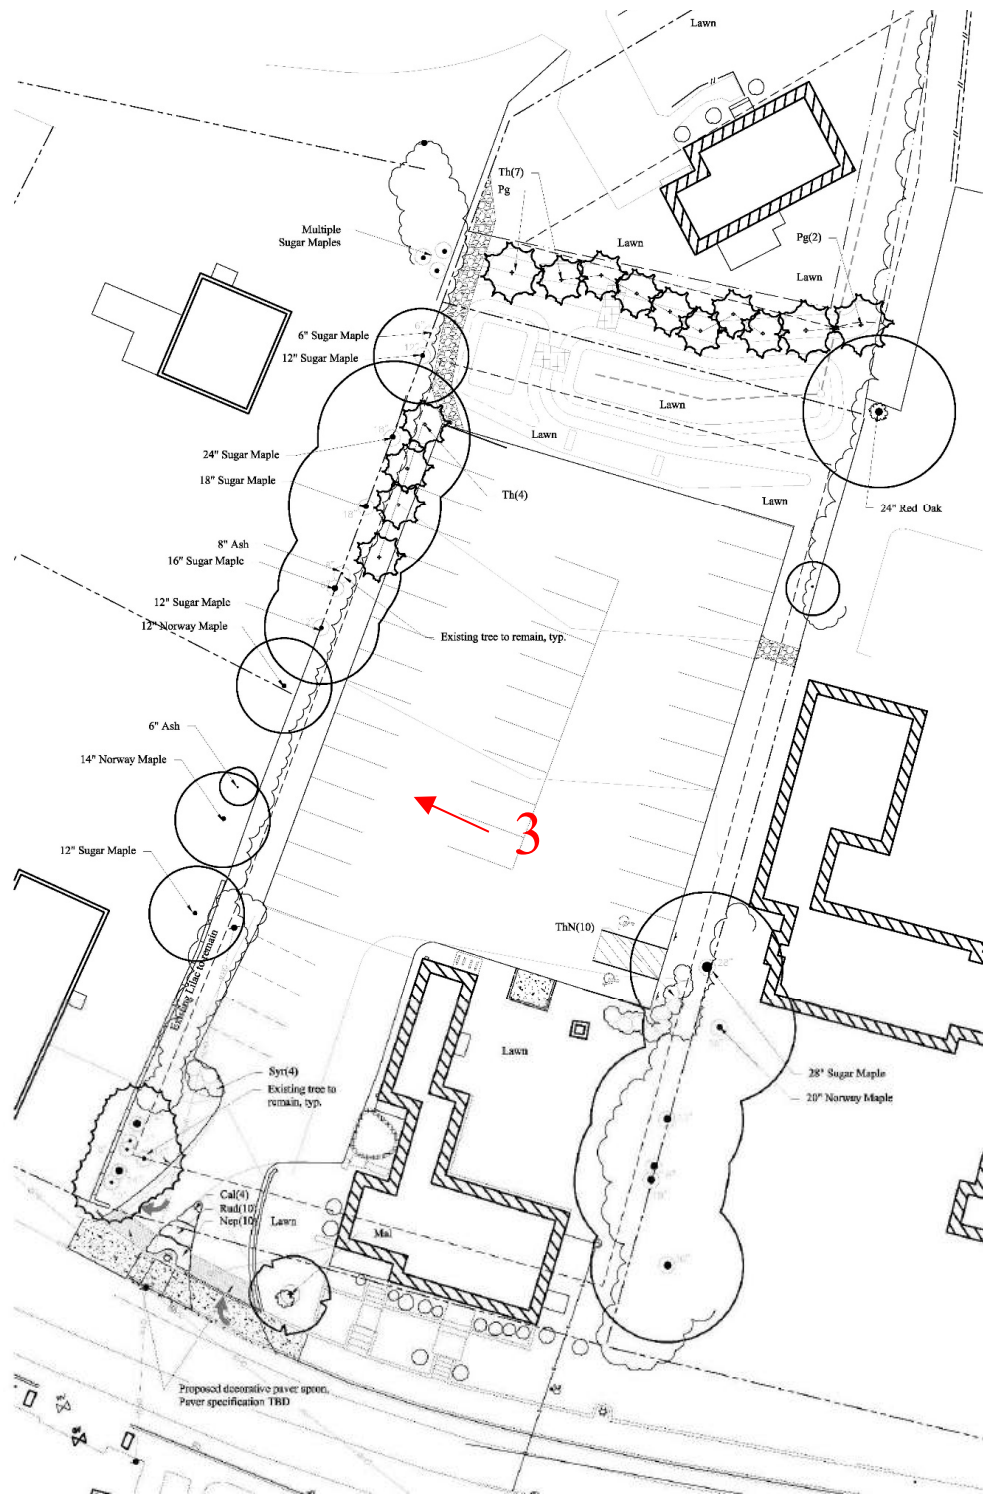 Lawn
Th(7)
Pg
Multiple
Sugar Maples
Lawn
Pg(2)
Lawn
6" Sugar Maple
12" Sugar Maple
Lawn
Lawn
24" Sugar Maple
18" Sugar Maple
Th(4)
Lawn
24" Red Oak
8" Ash
16" Sugar Maple
12" Sugar Maple
12" Norway Maple
Existing tree to remain, typ.
6" Ash
14" Norway Maple
3
12" Sugar Maple
ThN(10)
Existing Lilac to remain
Lawn
Syr(4)
Existing tree to
remain, typ.
28" Sugar Maple
20" Norway Maple
Cal(4)
Rud(10)
Nep(10)
Lawn
Mal
Proposed decorative paver apron,
Paver specification TBD